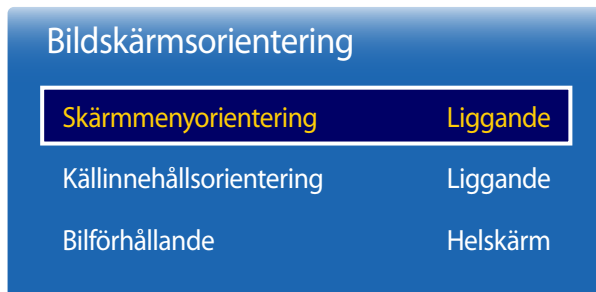 Bildskärmsorientering
Skärmmenyorientering Liggande
Källinnehållsorientering Liggande
Bilförhållande Helskärm